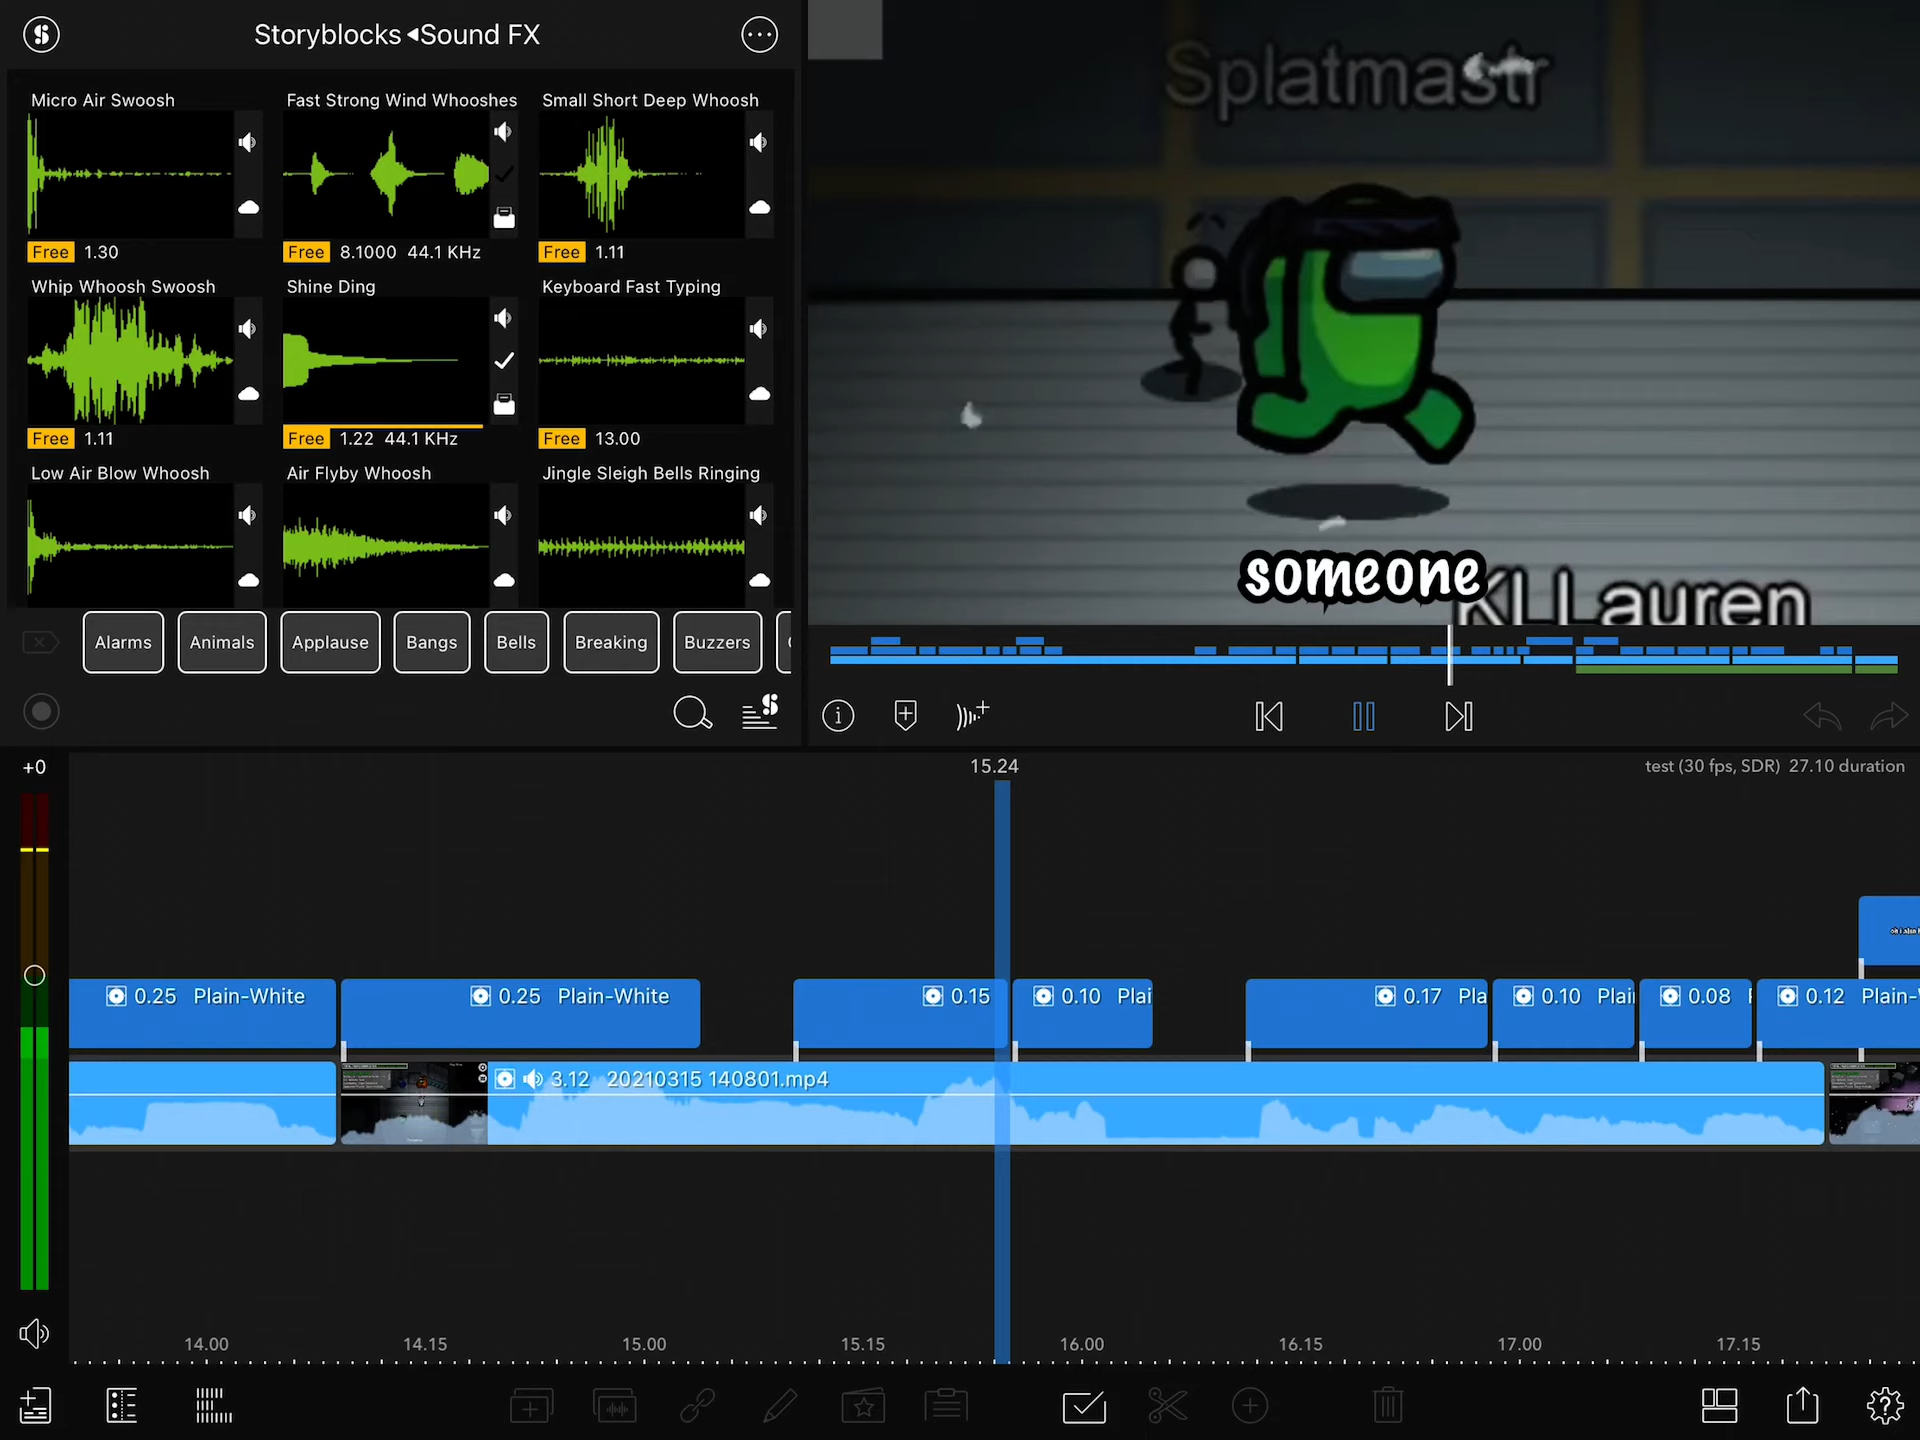 Storyblocks ◂Sound FX
Micro Air Swoosh
Fast Strong Wind Whooshes
Small Short Deep Whoosh
Free 1.30
Free 8.1000 44.1 KHz
Free 1.11
Whip Whoosh Swoosh
Shine Ding
Keyboard Fast Typing
Free 1.11
Free 1.22 44.1 KHz
Free 13.00
Low Air Blow Whoosh
Air Flyby Whoosh
Jingle Sleigh Bells Ringing
Alarms Animals Applause Bangs Bells Breaking Buzzers
Splatmastr
someone
KLLauren
+0
15.24
test (30 fps, SDR) 27.10 duration
0.25 Plain-White
0.25 Plain-White
0.15
0.10 Plai
0.17 Pla
0.10 Plai
0.08
0.12 Plain-
3.12 20210315 140801.mp4
14.00 14.15 15.00 15.15 16.00 16.15 17.00 17.15